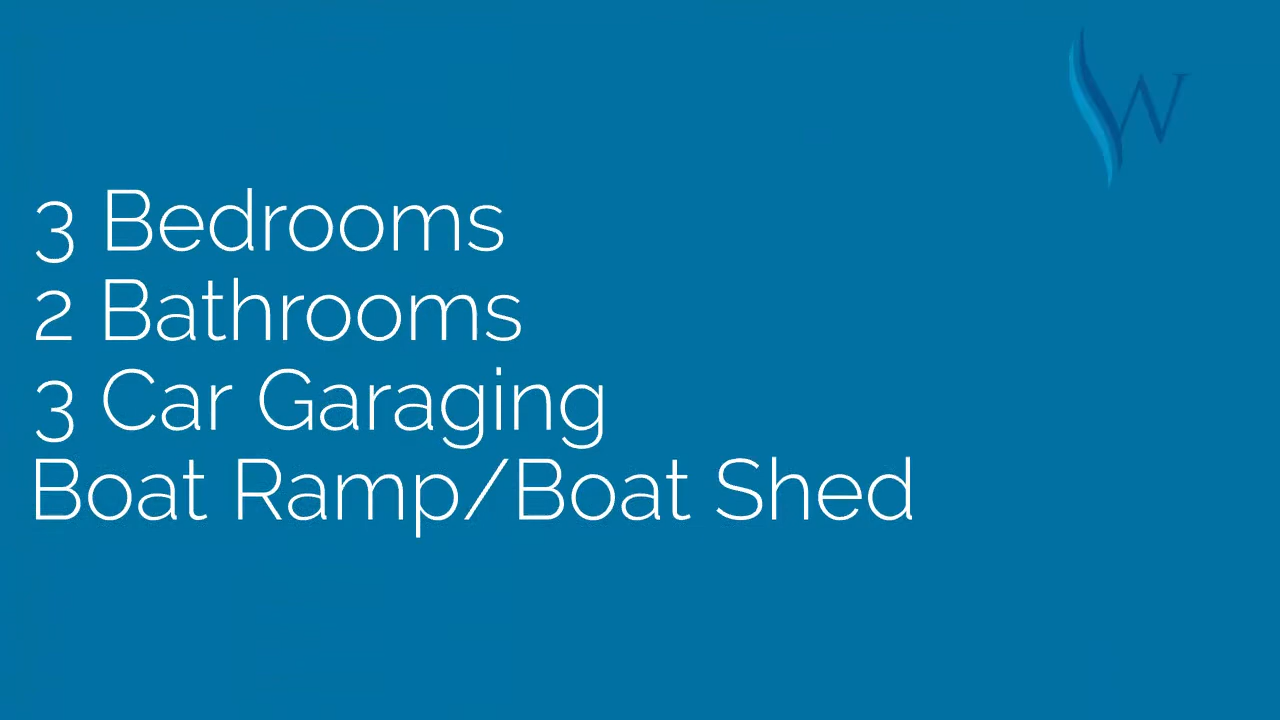 W
3 Bedrooms
2 Bathrooms
3 Car Garaging
Boat Ramp/Boat Shed